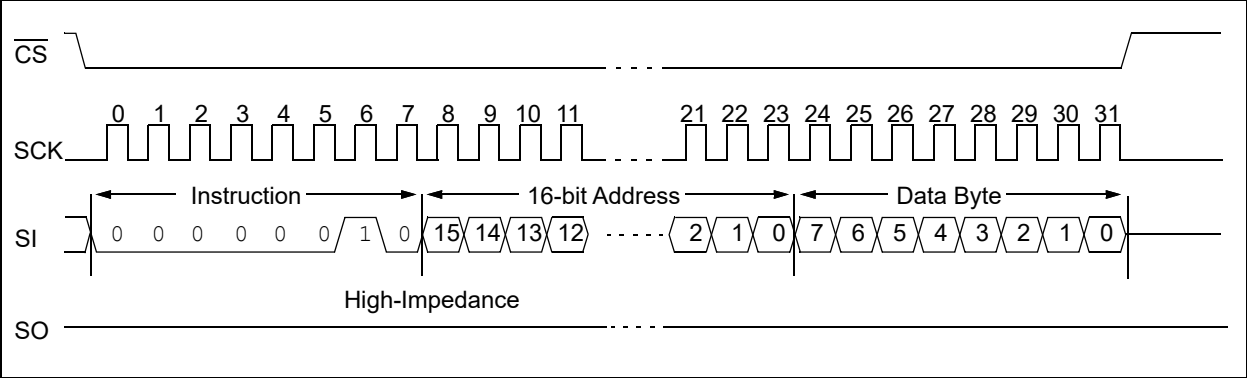 CS
0 1 2 3 4 5 6 7 8 9 10 11 21 22 23 24 25 26 27 28 29 30 31
SCK
Instruction 16-bit Address Data Byte
SI 0 0 0 0 0 0 1 0 15 14 13 12 2 1 0 7 6 5 4 3 2 1 0
High-Impedance
SO